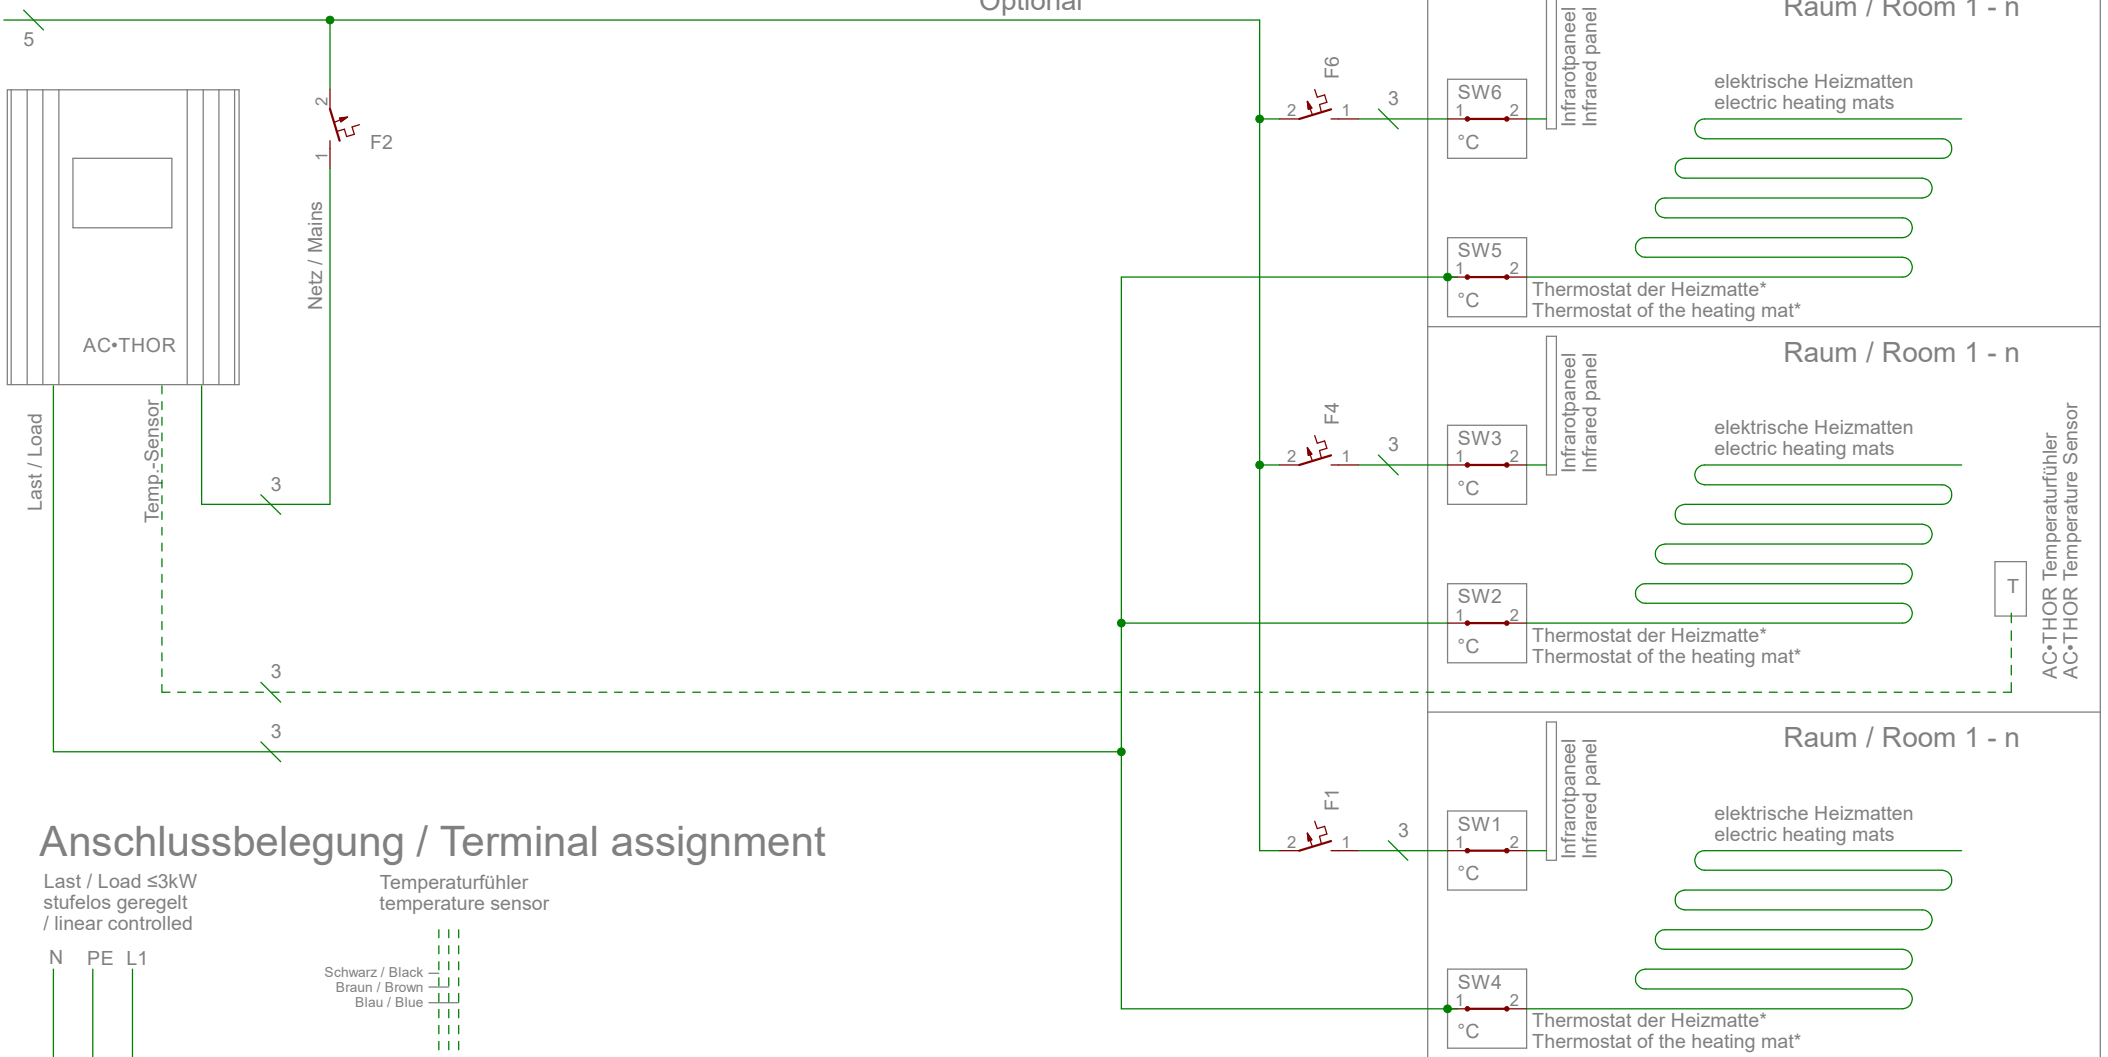 Optional
5
2
1
F2
Netz / Mains
AC•THOR
Last / Load
Temp.-Sensor
3
3
3
F6
2
1
3
SW6
1
2
°C
Infrarotpaneel
Infrared panel
Raum / Room 1 - n
elektrische Heizmatten
electric heating mats
SW5
1
2
°C
Thermostat der Heizmatte*
Thermostat of the heating mat*
F4
2
1
3
SW3
1
2
°C
Infrarotpaneel
Infrared panel
Raum / Room 1 - n
elektrische Heizmatten
electric heating mats
SW2
1
2
°C
Thermostat der Heizmatte*
Thermostat of the heating mat*
T
AC•THOR Temperaturfühler
AC•THOR Temperature Sensor
F1
2
1
3
SW1
1
2
°C
Infrarotpaneel
Infrared panel
Raum / Room 1 - n
elektrische Heizmatten
electric heating mats
SW4
1
2
°C
Thermostat der Heizmatte*
Thermostat of the heating mat*
Anschlussbelegung / Terminal assignment
Last / Load ≤3kW
stufelos geregelt
/ linear controlled
N PE L1
Temperaturfühler
temperature sensor
Schwarz / Black
Braun / Brown
Blau / Blue